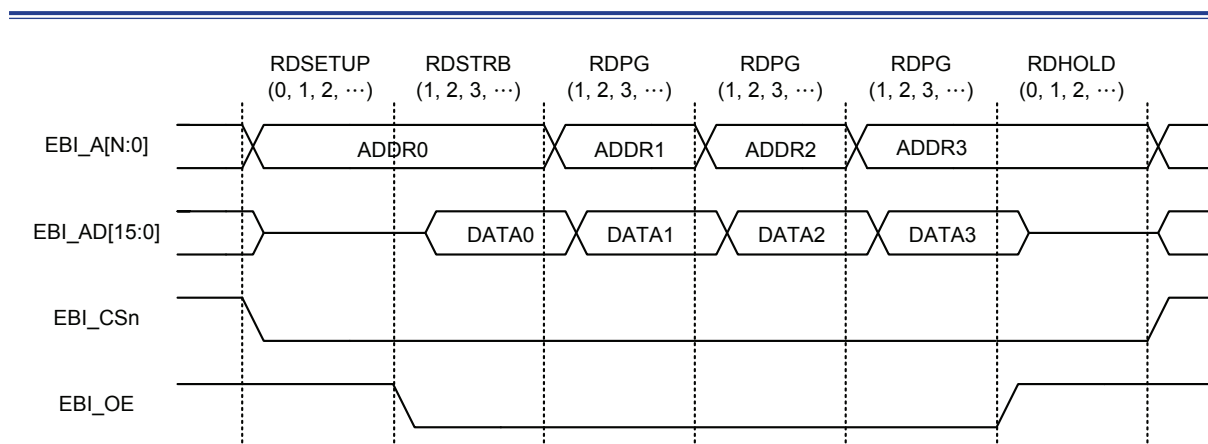 RDSETUP RDSTRB RDPG RDPG RDPG RDHOLD
(0, 1, 2, ⋯) (1, 2, 3, ⋯) (1, 2, 3, ⋯) (1, 2, 3, ⋯) (1, 2, 3, ⋯) (0, 1, 2, ⋯)
EBI_A[N:0] ADDR0 ADDR1 ADDR2 ADDR3
EBI_AD[15:0] DATA0 DATA1 DATA2 DATA3
EBI_CSn
EBI_OE